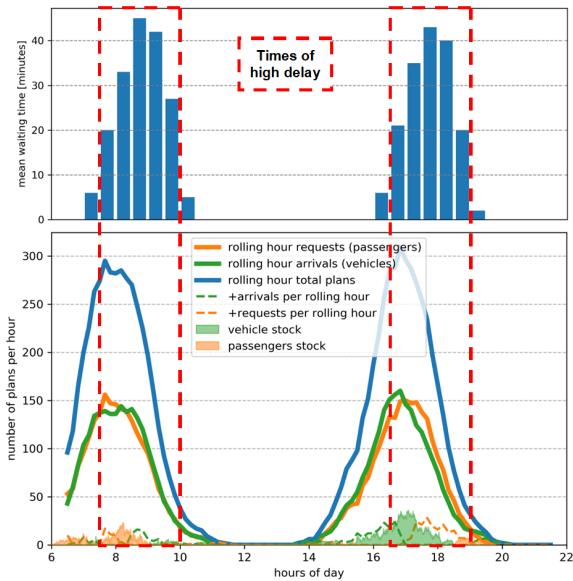 mean waiting time [minutes]
40
30
20
10
0
Times of
high delay
number of plans per hour
300
250
200
150
100
50
0
rolling hour requests (passengers)
rolling hour arrivals (vehicles)
rolling hour total plans
+arrivals per rolling hour
+requests per rolling hour
vehicle stock
passengers stock
6 8 10 12 14 16 18 20 22
hours of day